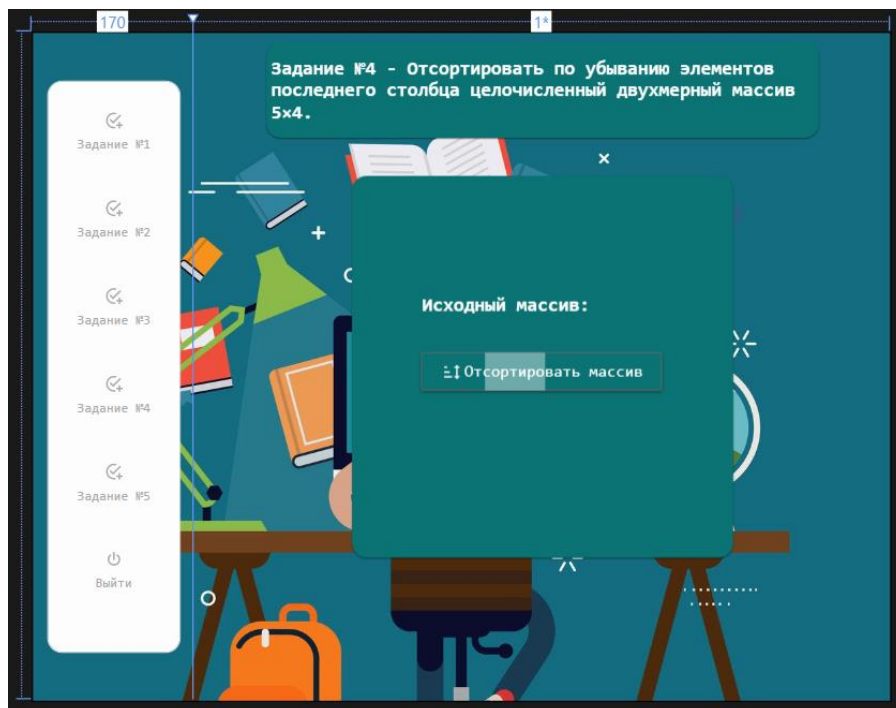 170
1*
Задание №4 - Отсортировать по убыванию элементов
последнего столбца целочисленный двухмерный массив
5×4.
Задание №1
Задание №2
Задание №3
Задание №4
Задание №5
Выйти
Исходный массив:
Отсортировать массив